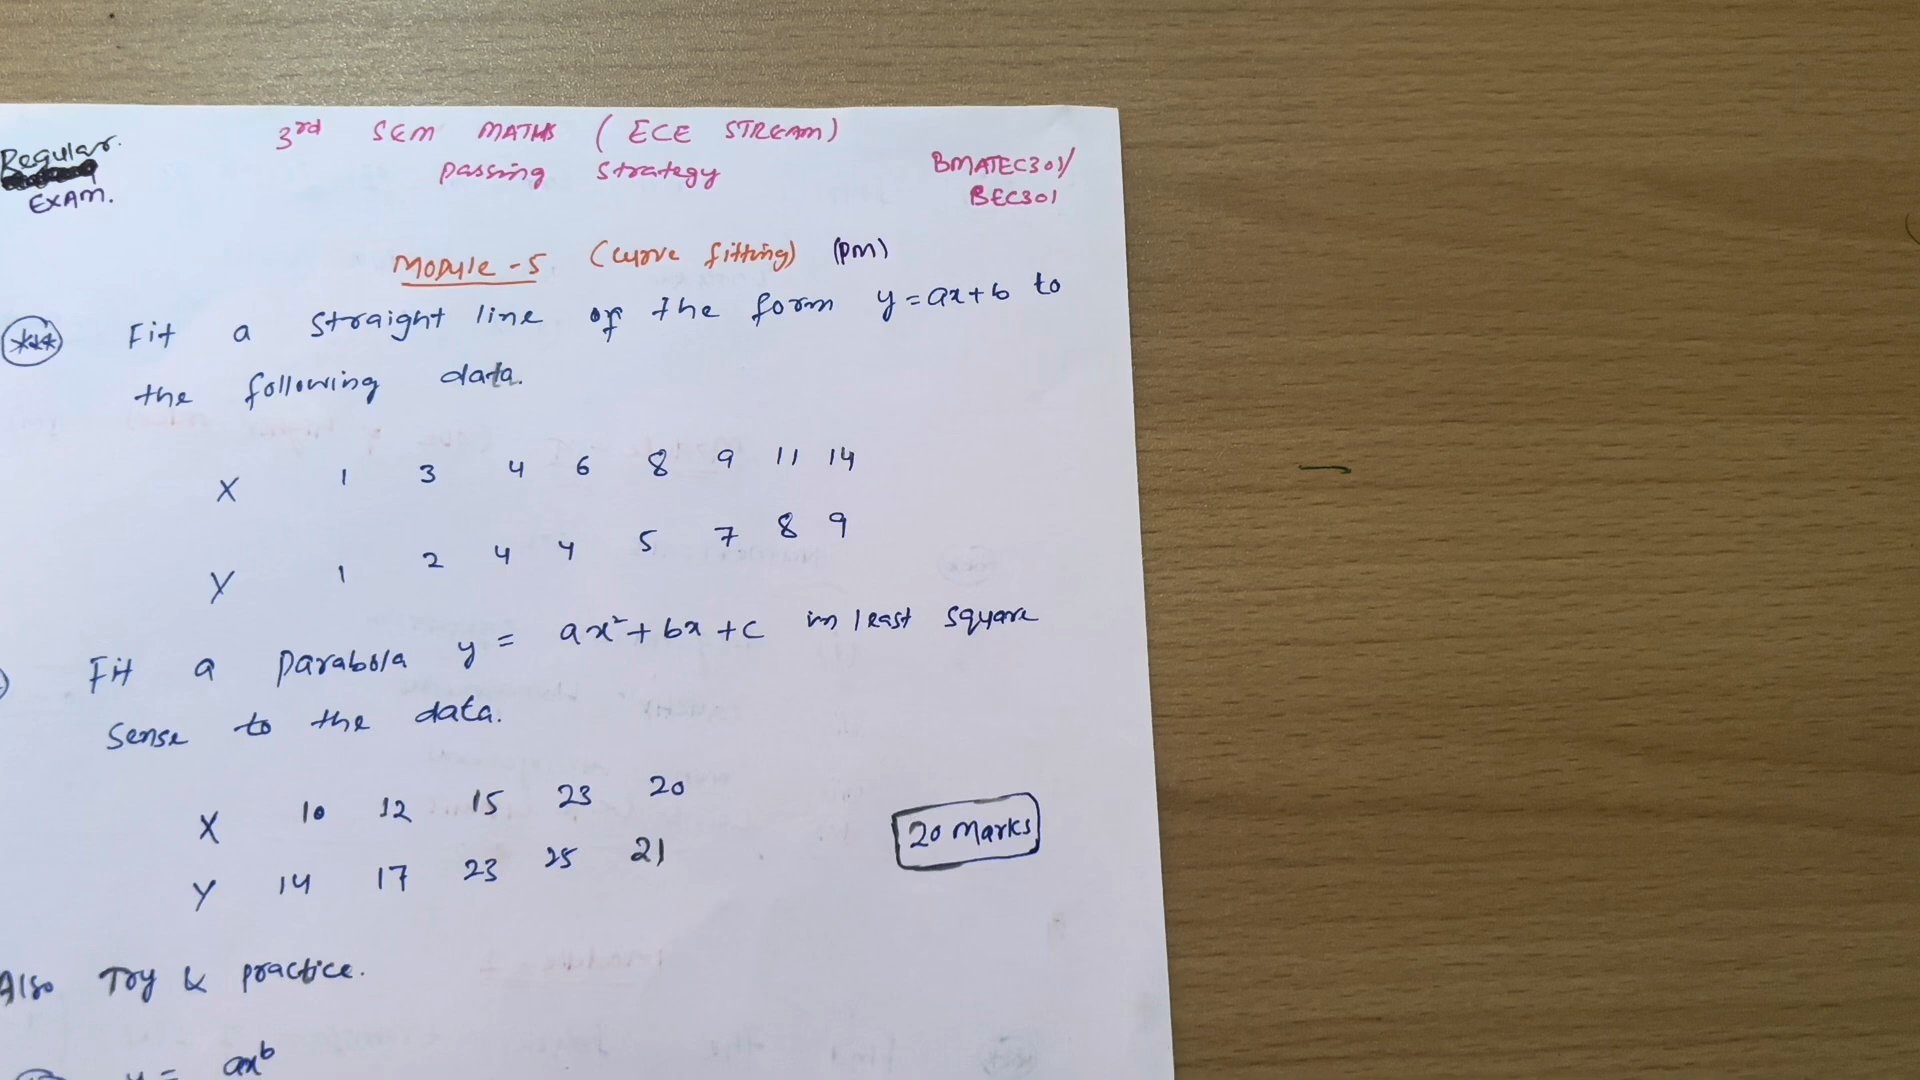 Regular.
EXAM.
3rd SEM MATHS (ECE STREAM)
passing strategy
BMATEC301/
BEC301
Module-5 (curve fitting) (pm)
*** Fit a straight line of the form y=ax+b to
the following data.
X 1 3 4 6 8 9 11 14
Y 1 2 4 4 5 7 8 9
Fit a parabola y = ax²+bx+c in least square
sense to the data.
X 10 12 15 23 20
Y 14 17 23 25 21
20 Marks
Also Try & practice.
y = ax^b